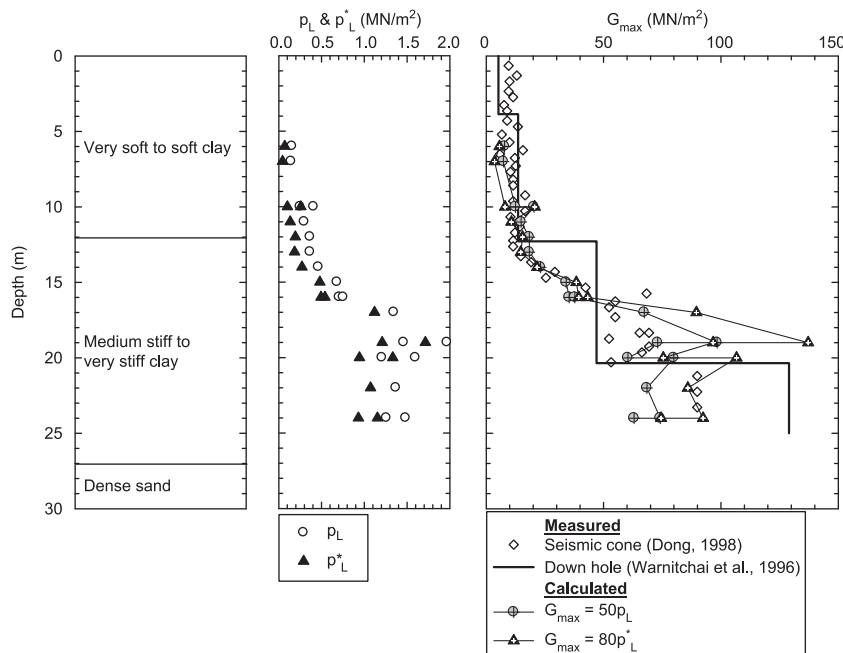 p_L & p*_L (MN/m²)
G_max (MN/m²)
0.0 0.5 1.0 1.5 2.0
0 50 100 150
Depth (m)
0
5
10
15
20
25
30
Very soft to soft clay
Medium stiff to
very stiff clay
Dense sand
p_L
p*_L
Measured
Seismic cone (Dong, 1998)
Down hole (Warnitchai et al., 1996)
Calculated
G_max = 50p_L
G_max = 80p*_L